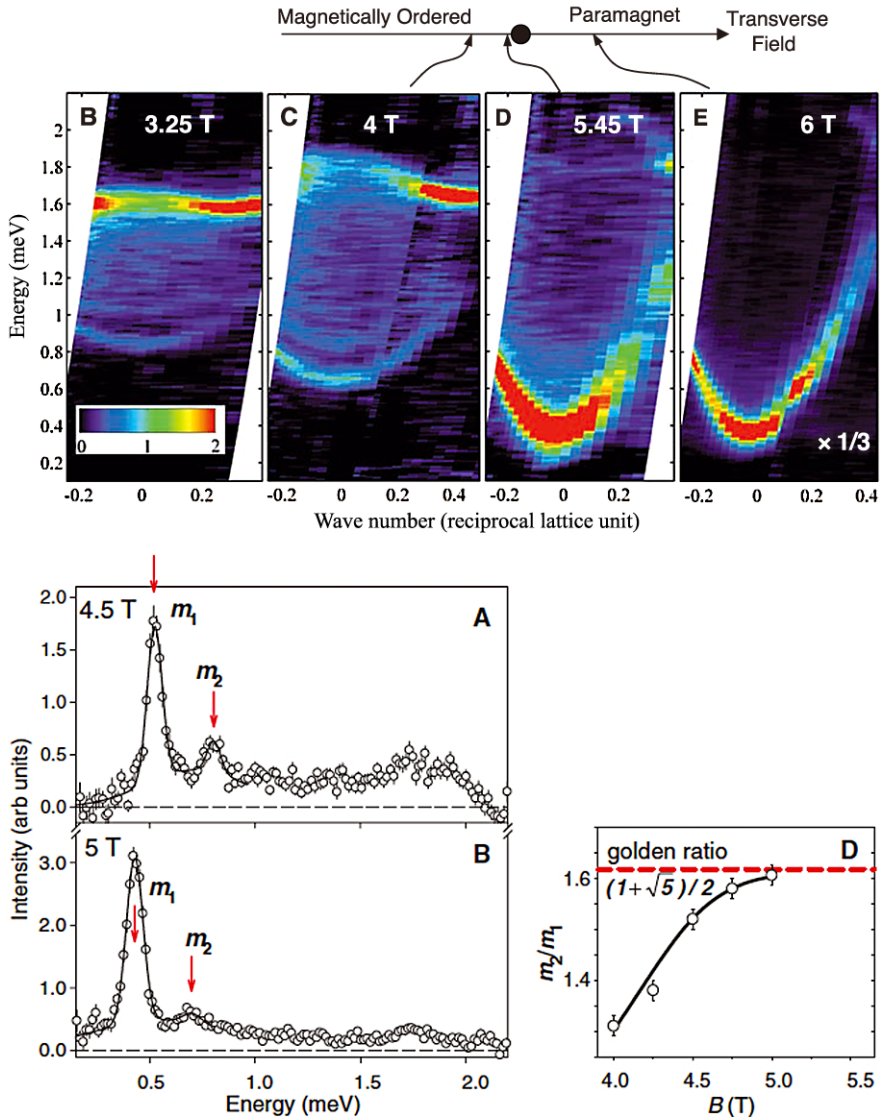 Magnetically Ordered
Paramagnet
Transverse
Field
B
3.25 T
C
4 T
D
5.45 T
E
6 T
Energy (meV)
2
1.8
1.6
1.4
1.2
1
0.8
0.6
0.4
0.2
0 1 2
× 1/3
-0.2 0 0.2
-0.2 0 0.2 0.4
-0.2 0 0.2
-0.2 0 0.2 0.4
Wave number (reciprocal lattice unit)
4.5 T
m1
A
m2
2.0
1.5
1.0
0.5
0.0
Intensity (arb units)
5 T
B
m1
m2
3.0
2.0
1.0
0.0
0.5 1.0 1.5 2.0
Energy (meV)
golden ratio
D
(1+√5)/2
m2/m1
1.6
1.4
4.0 4.5 5.0 5.5
B (T)